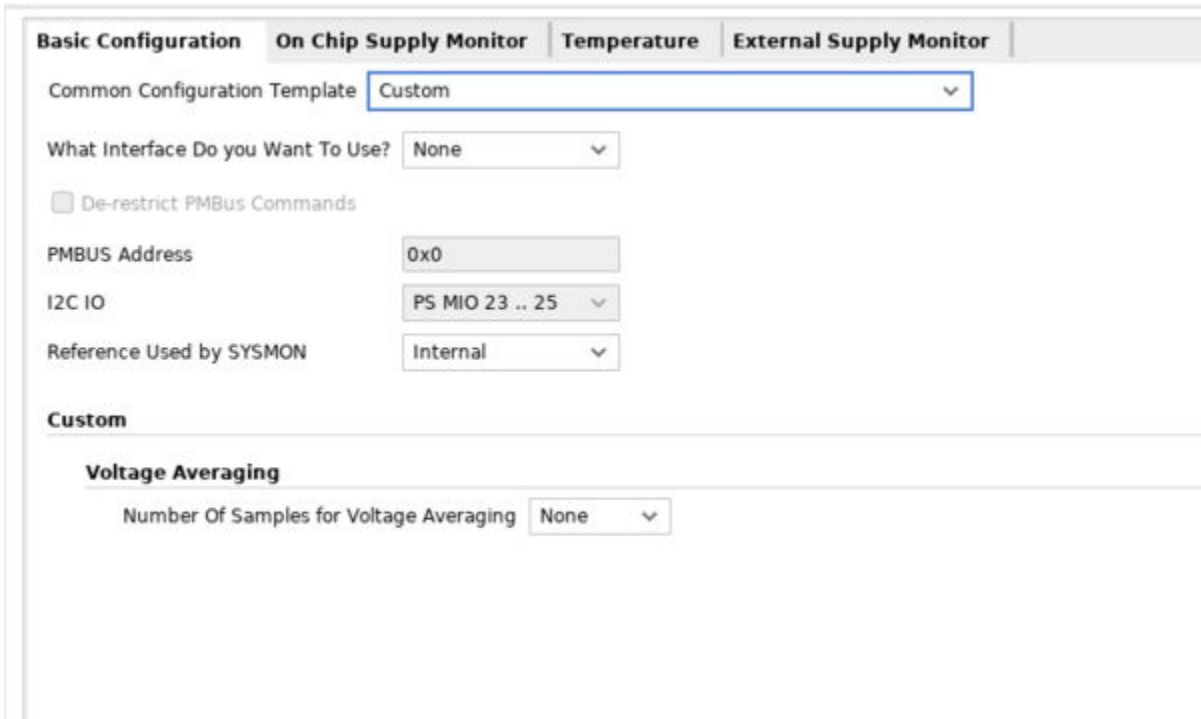 Basic Configuration On Chip Supply Monitor Temperature External Supply Monitor
Common Configuration Template Custom
What Interface Do you Want To Use? None
De-restrict PMBus Commands
PMBUS Address 0x0
I2C IO PS MIO 23 .. 25
Reference Used by SYSMON Internal
Custom
Voltage Averaging
Number Of Samples for Voltage Averaging None